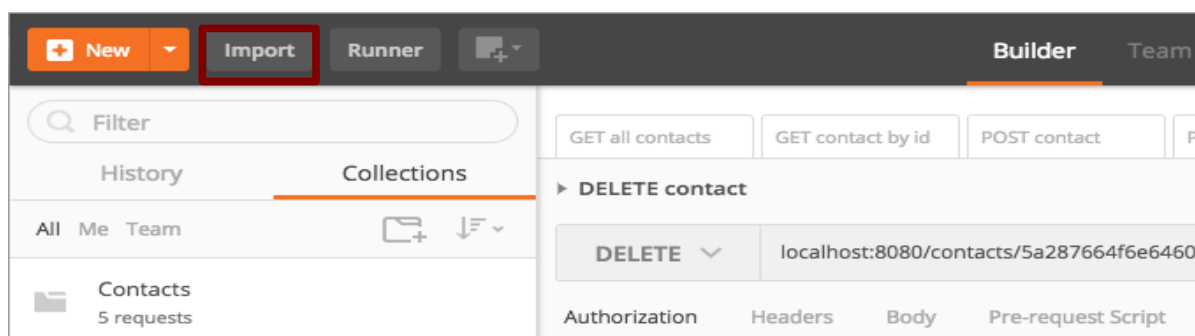 New Import Runner Builder Team
Filter
History Collections
All Me Team
Contacts
5 requests
GET all contacts GET contact by id POST contact P
DELETE contact
DELETE localhost:8080/contacts/5a287664f6e6460
Authorization Headers Body Pre-request Script